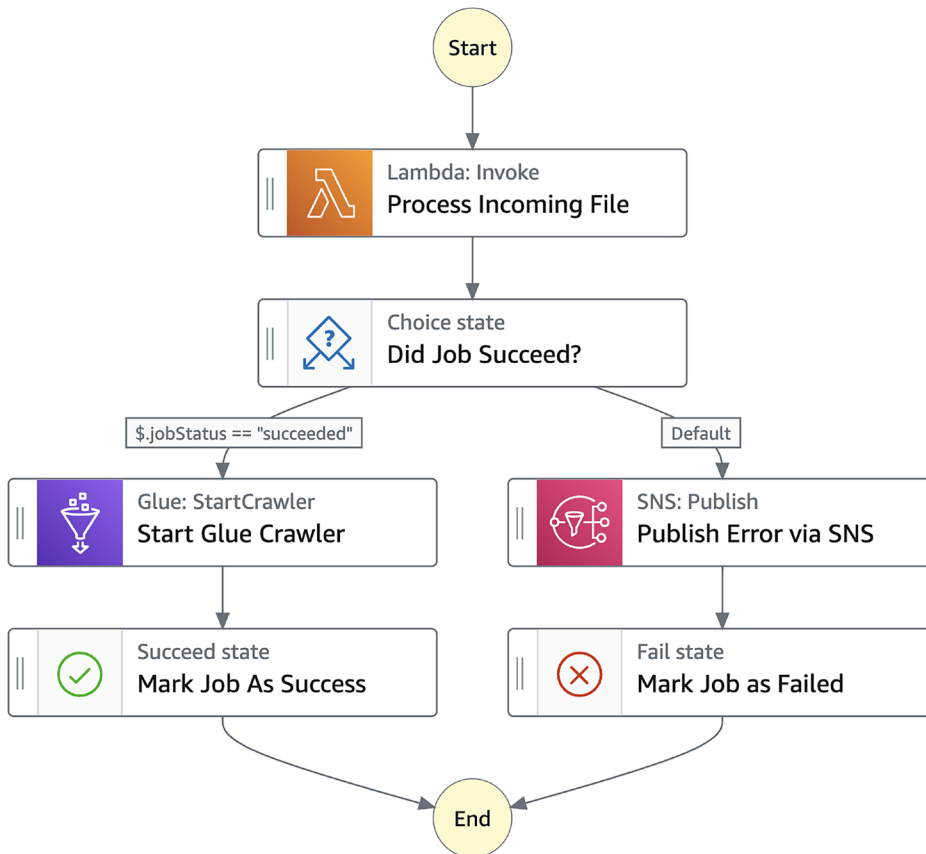 Start
Lambda: Invoke
Process Incoming File
Choice state
?
Did Job Succeed?
$.jobStatus == "succeeded"
Default
Glue: StartCrawler
Start Glue Crawler
SNS: Publish
Publish Error via SNS
Succeed state
Mark Job As Success
Fail state
Mark Job as Failed
End